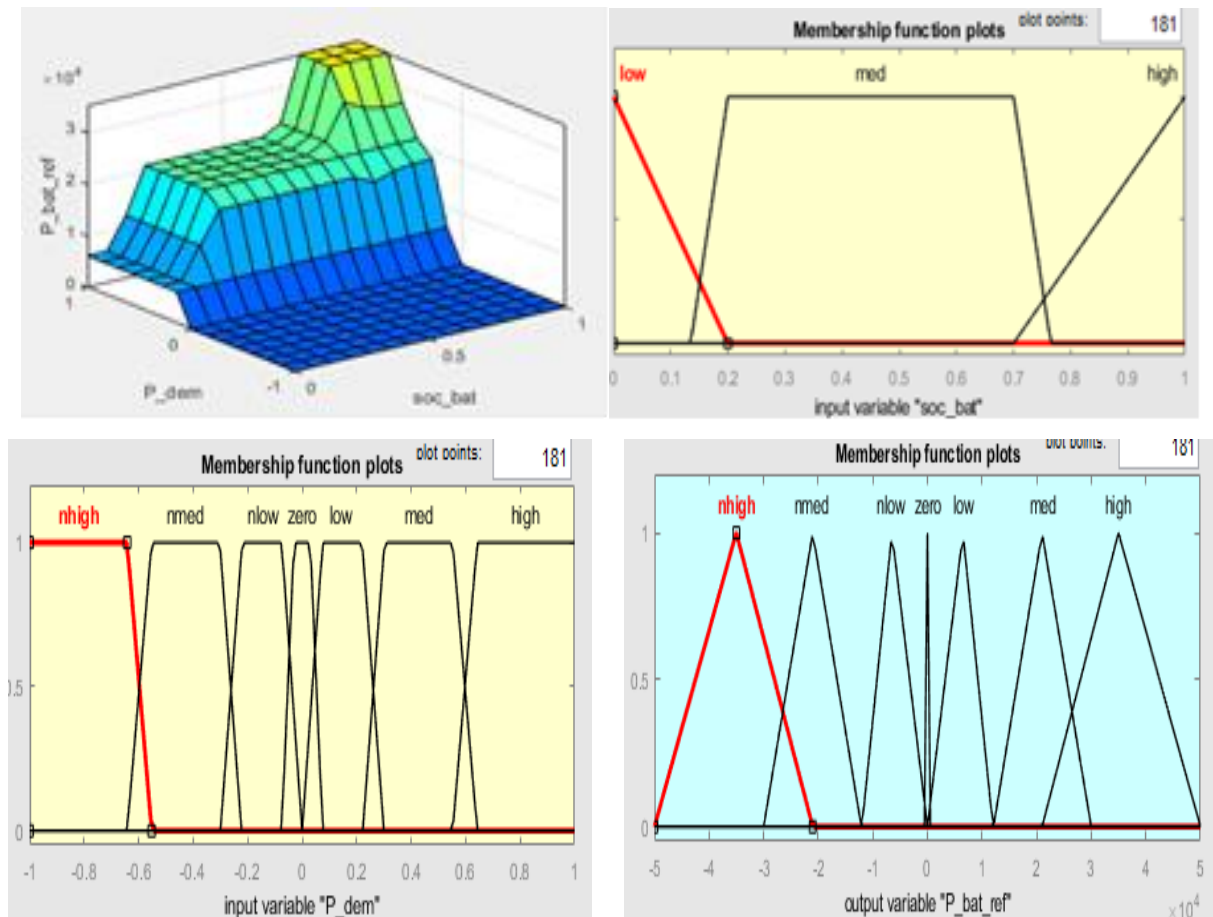 × 10⁴
3
2
1
0
P_bat_ref
1
0
-1
P_dem
0
0.5
1
soc_bat
Membership function plots plot points: 181
low med high
0 0.1 0.2 0.3 0.4 0.5 0.6 0.7 0.8 0.9 1
input variable "soc_bat"
Membership function plots plot points: 181
nhigh nmed nlow zero low med high
1
0.5
0
-1 -0.8 -0.6 -0.4 -0.2 0 0.2 0.4 0.6 0.8 1
input variable "P_dem"
Membership function plots plot points: 181
nhigh nmed nlow zero low med high
1
0.5
0
-5 -4 -3 -2 -1 0 1 2 3 4 5
output variable "P_bat_ref" ×10⁴